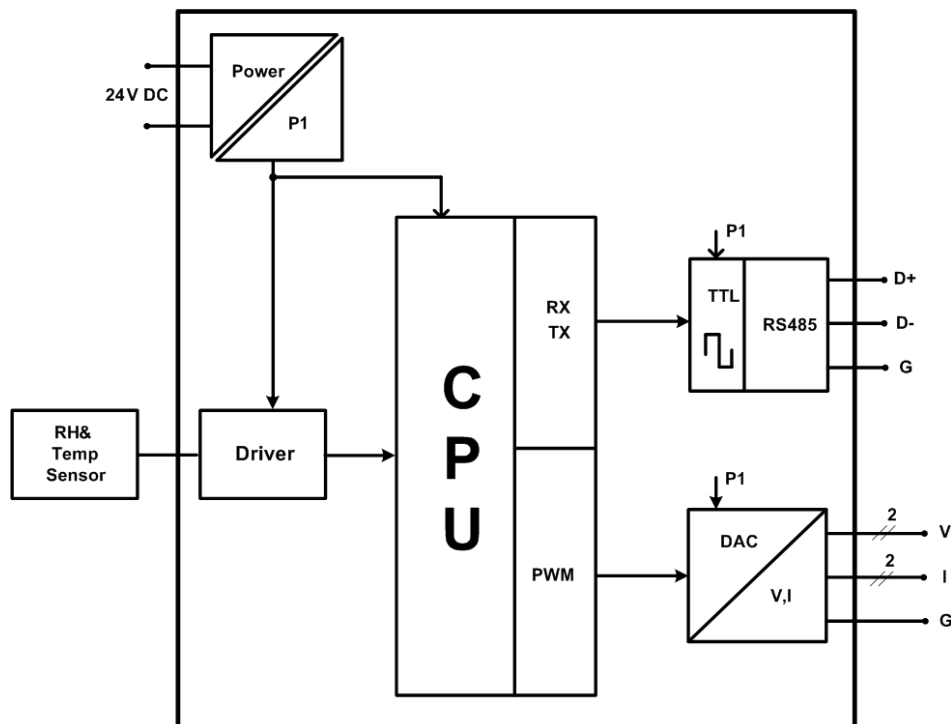 Power
24V DC
P1
P1
TTL
D+
RX
TX
RS485
D-
G
C
P
U
RH&
Temp
Sensor
Driver
P1
2
DAC
V
PWM
2
V,I
I
G